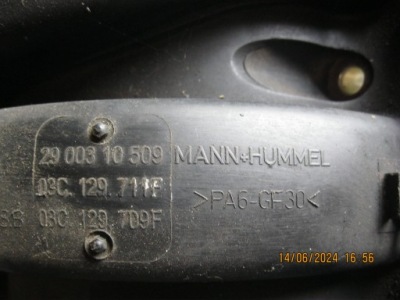 29 003 10 509 MANN+HUMMEL
03C 129 711F
>PA6-GF30<
03C 129 709F
14/06/2024 16:56